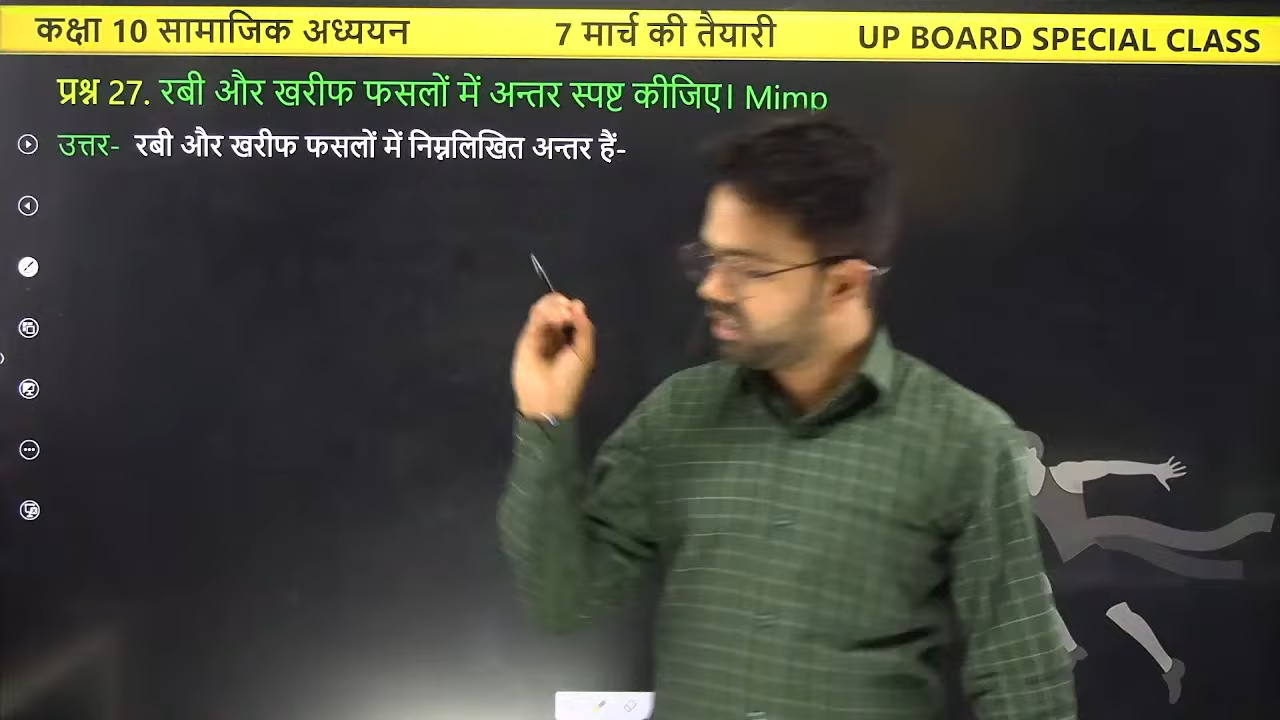 कक्षा 10 सामाजिक अध्ययन 7 मार्च की तैयारी UP BOARD SPECIAL CLASS
प्रश्न 27. रबी और खरीफ फसलों में अन्तर स्पष्ट कीजिए। Mimp
उत्तर- रबी और खरीफ फसलों में निम्नलिखित अन्तर हैं-